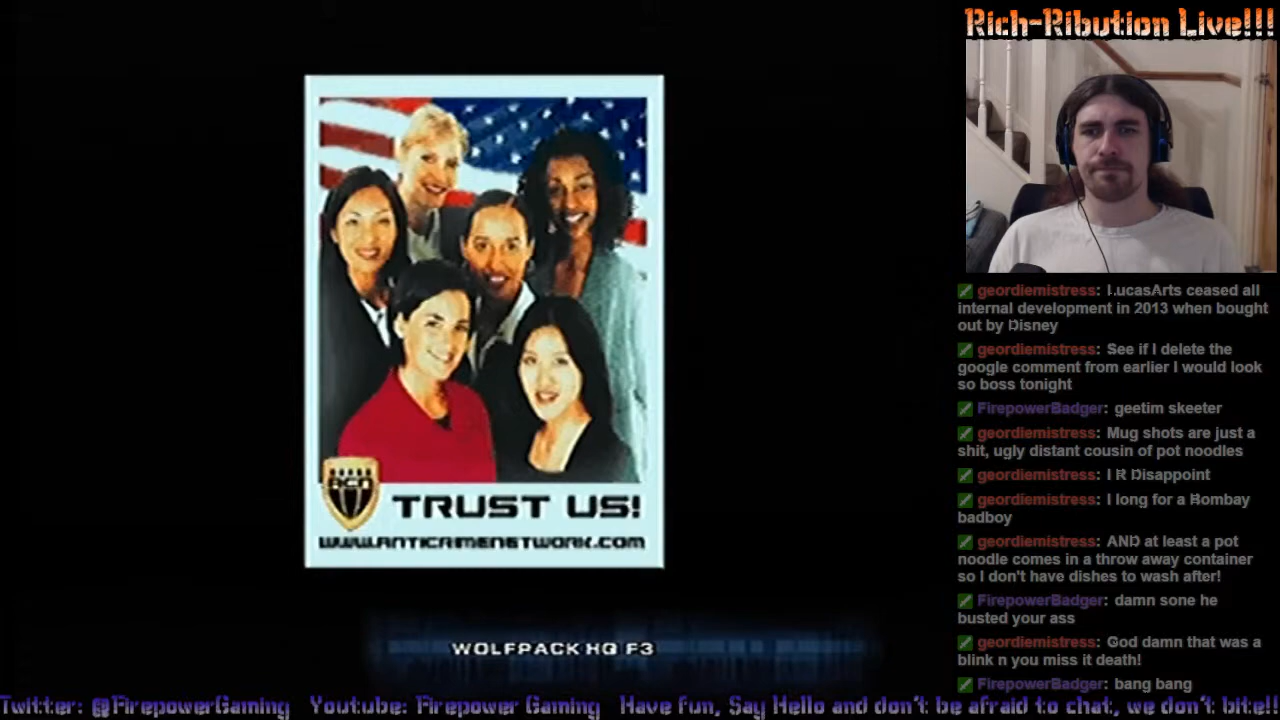 Rich-Ribution Live!!!
ACN
TRUST US!
WWW.ANTICRIMENETWORK.COM
WOLFPACK HQ F3
geordiemistress: LucasArts ceased all
internal development in 2013 when bought
out by Disney
geordiemistress: See if I delete the
google comment from earlier I would look
so boss tonight
FirepowerBadger: geetim skeeter
geordiemistress: Mug shots are just a
shit, ugly distant cousin of pot noodles
geordiemistress: I R Disappoint
geordiemistress: I long for a Bombay
badboy
geordiemistress: AND at least a pot
noodle comes in a throw away container
so I don't have dishes to wash after!
FirepowerBadger: damn sone he
busted your ass
geordiemistress: God damn that was a
blink n you miss it death!
FirepowerBadger: bang bang
Twitter: @FirepowerGaming Youtube: Firepower Gaming Have fun, Say Hello and don't be afraid to chat, we don't bite!!